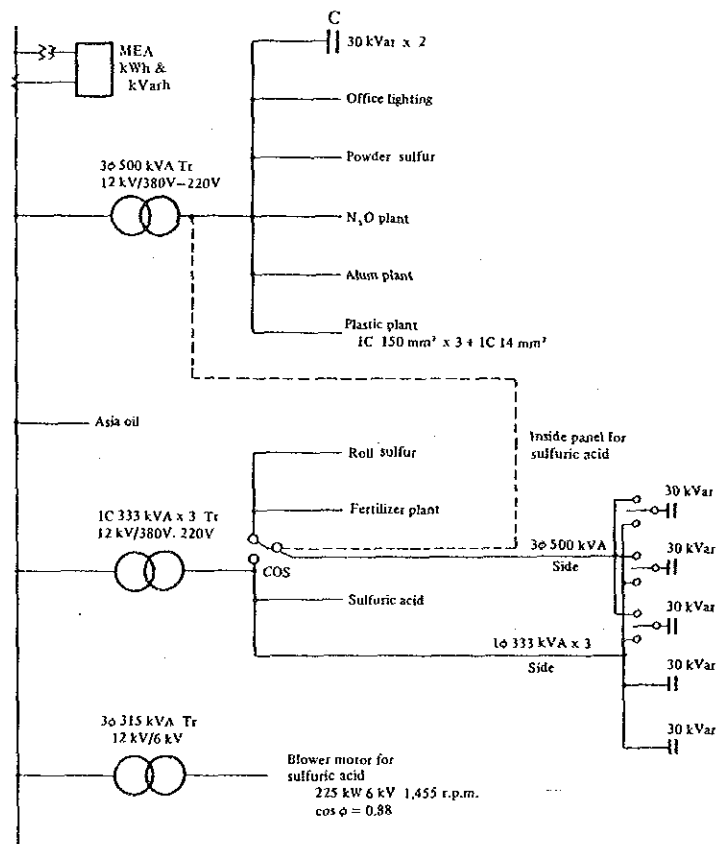 C
30 kVar x 2
MEA
kWh &
kVarh
Office lighting
Powder sulfur
3ϕ 500 kVA Tr
12 kV/380V–220V
N₂O plant
Alum plant
Plastic plant
1C 150 mm² x 3 + 1C 14 mm²
Asia oil
Inside panel for
sulfuric acid
Roll sulfur
30 kVar
Fertilizer plant
1C 333 kVA x 3 Tr
12 kV/380V. 220V
3ϕ 500 kVA
Side
30 kVar
COS
Sulfuric acid
30 kVar
1ϕ 333 kVA x 3
Side
30 kVar
30 kVar
3ϕ 315 kVA Tr
12 kV/6 kV
Blower motor for
sulfuric acid
225 kW 6 kV 1,455 r.p.m.
cos ϕ = 0.88